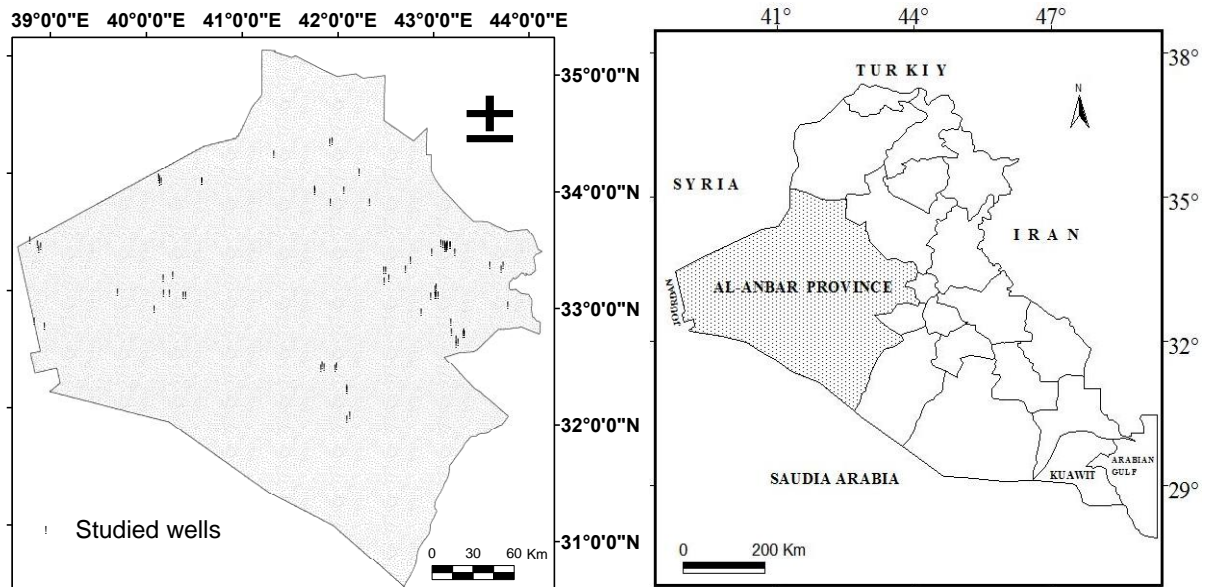 39°0'0"E 40°0'0"E 41°0'0"E 42°0'0"E 43°0'0"E 44°0'0"E
35°0'0"N
34°0'0"N
33°0'0"N
32°0'0"N
31°0'0"N
±
! Studied wells
0 30 60 Km
41° 44° 47°
38°
35°
32°
29°
N
TURKIY
SYRIA
IRAN
JORDAN
AL-ANBAR PROVINCE
SAUDIA ARABIA
KUAWIT
ARABIAN
GULF
0 200 Km